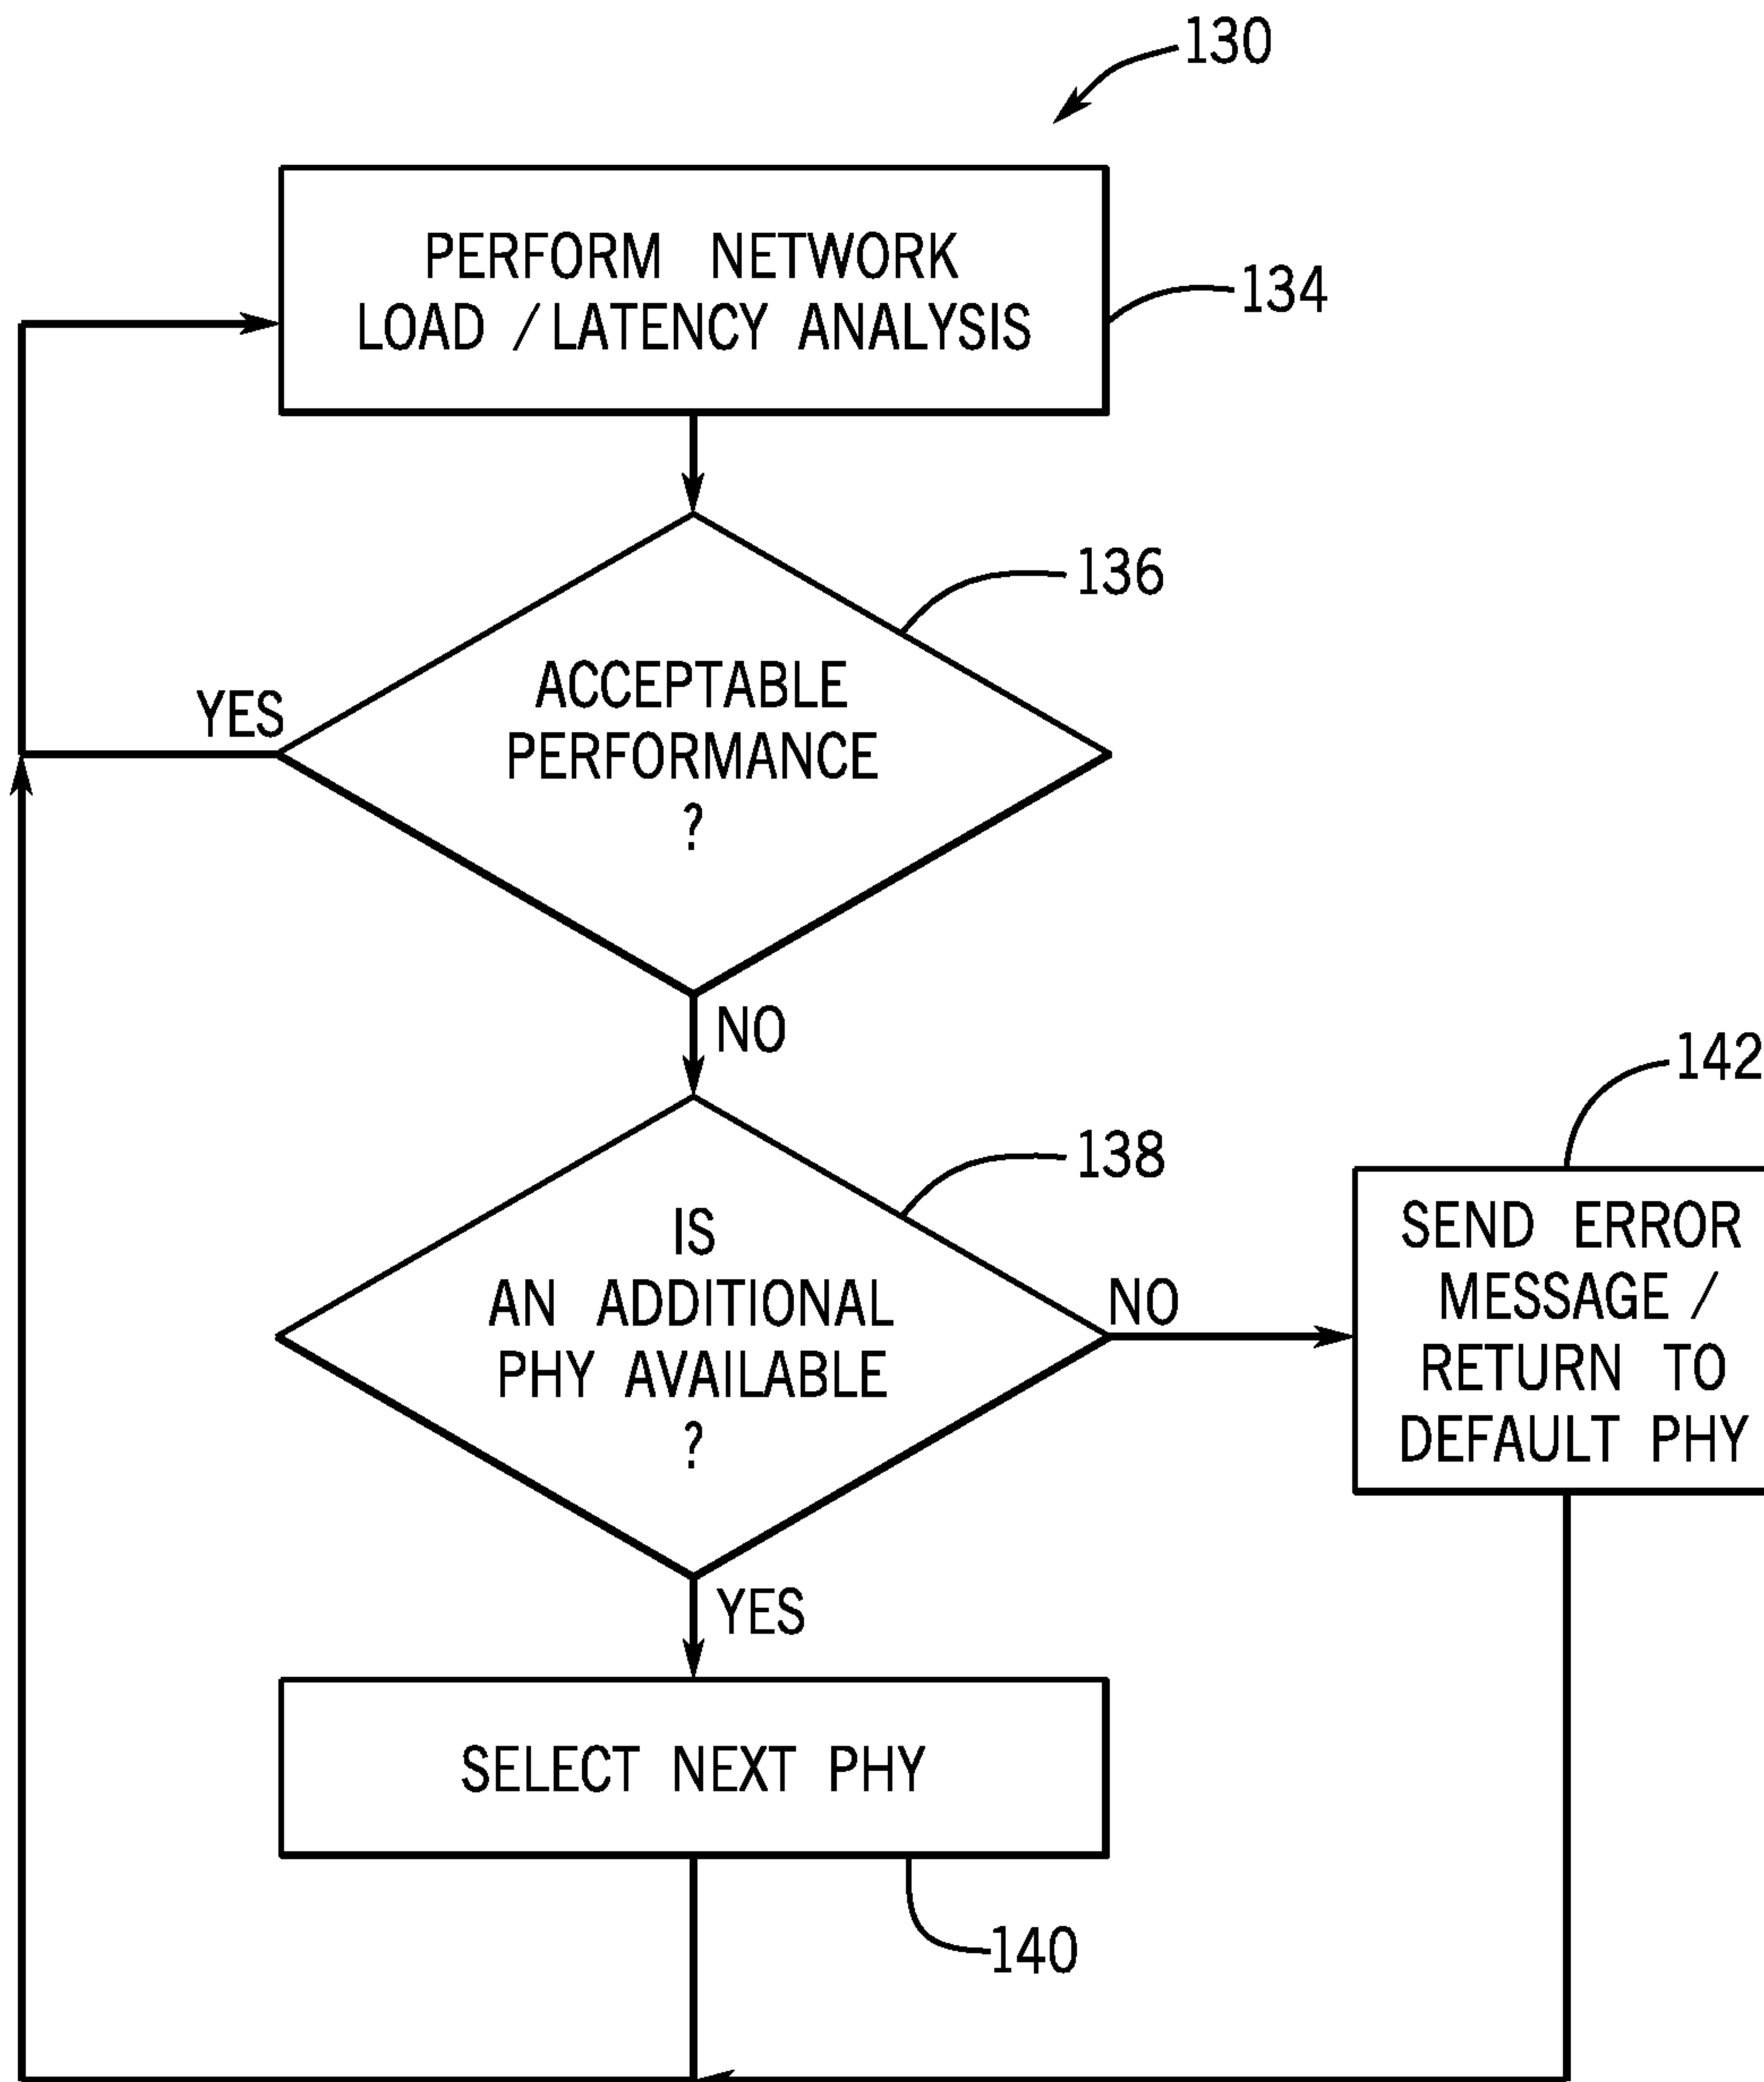 130
PERFORM NETWORK
LOAD / LATENCY ANALYSIS
134
136
ACCEPTABLE
PERFORMANCE
?
YES
NO
138
IS
AN ADDITIONAL
PHY AVAILABLE
?
NO
142
SEND ERROR
MESSAGE /
RETURN TO
DEFAULT PHY
YES
SELECT NEXT PHY
140